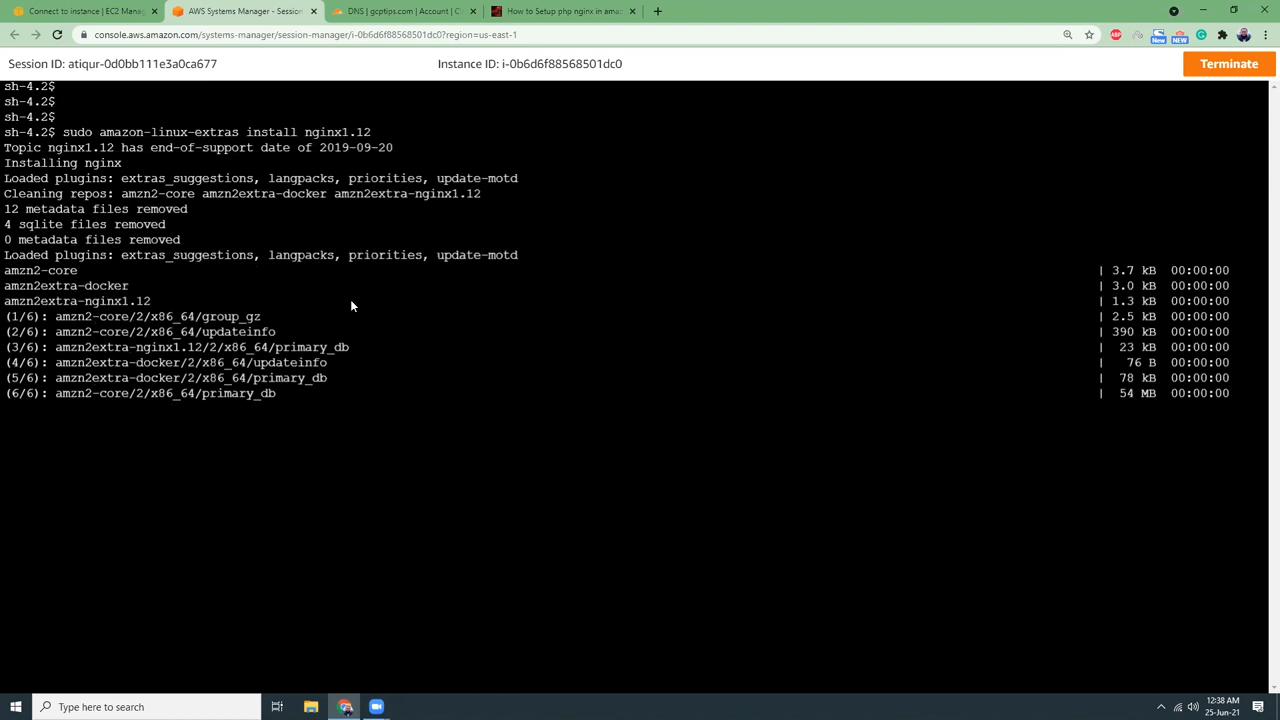 Connect to instance | EC2 Manag
AWS Systems Manager - Session
DNS | gcptips.com | Account | Cl
How to Setup php nginx in amaz
console.aws.amazon.com/systems-manager/session-manager/i-0b6d6f88568501dc0?region=us-east-1
Session ID: atiqur-0d0bb111e3a0ca677
Instance ID: i-0b6d6f88568501dc0
Terminate
sh-4.2$
sh-4.2$
sh-4.2$
sh-4.2$ sudo amazon-linux-extras install nginx1.12
Topic nginx1.12 has end-of-support date of 2019-09-20
Installing nginx
Loaded plugins: extras_suggestions, langpacks, priorities, update-motd
Cleaning repos: amzn2-core amzn2extra-docker amzn2extra-nginx1.12
12 metadata files removed
4 sqlite files removed
0 metadata files removed
Loaded plugins: extras_suggestions, langpacks, priorities, update-motd
amzn2-core | 3.7 kB 00:00:00
amzn2extra-docker | 3.0 kB 00:00:00
amzn2extra-nginx1.12 | 1.3 kB 00:00:00
(1/6): amzn2-core/2/x86_64/group_gz | 2.5 kB 00:00:00
(2/6): amzn2-core/2/x86_64/updateinfo | 390 kB 00:00:00
(3/6): amzn2extra-nginx1.12/2/x86_64/primary_db | 23 kB 00:00:00
(4/6): amzn2extra-docker/2/x86_64/updateinfo | 76 B 00:00:00
(5/6): amzn2extra-docker/2/x86_64/primary_db | 78 kB 00:00:00
(6/6): amzn2-core/2/x86_64/primary_db | 54 MB 00:00:00
Type here to search
12:38 AM
25-Jun-21